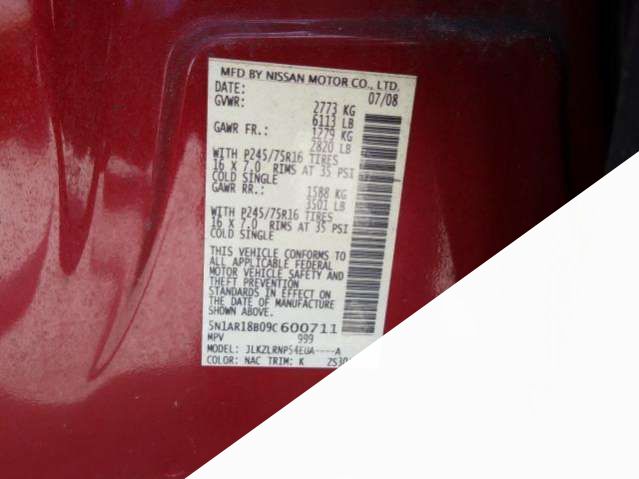 MFD BY NISSAN MOTOR CO., LTD.
DATE: 07/08
GVWR: 2773 KG
6113 LB
GAWR FR.: 1279 KG
2820 LB
WITH P245/75R16 TIRES
16 X 7.0 RIMS AT 35 PSI
COLD SINGLE
GAWR RR.: 1588 KG
3501 LB
WITH P245/75R16 TIRES
16 X 7.0 RIMS AT 35 PSI
COLD SINGLE
THIS VEHICLE CONFORMS TO
ALL APPLICABLE FEDERAL
MOTOR VEHICLE SAFETY AND
THEFT PREVENTION
STANDARDS IN EFFECT ON
THE DATE OF MANUFACTURE
SHOWN ABOVE.
5N1AR18B09C600711
MPV 999
MODEL: JLKZLRNP54EUA----A
COLOR: NAC TRIM: K